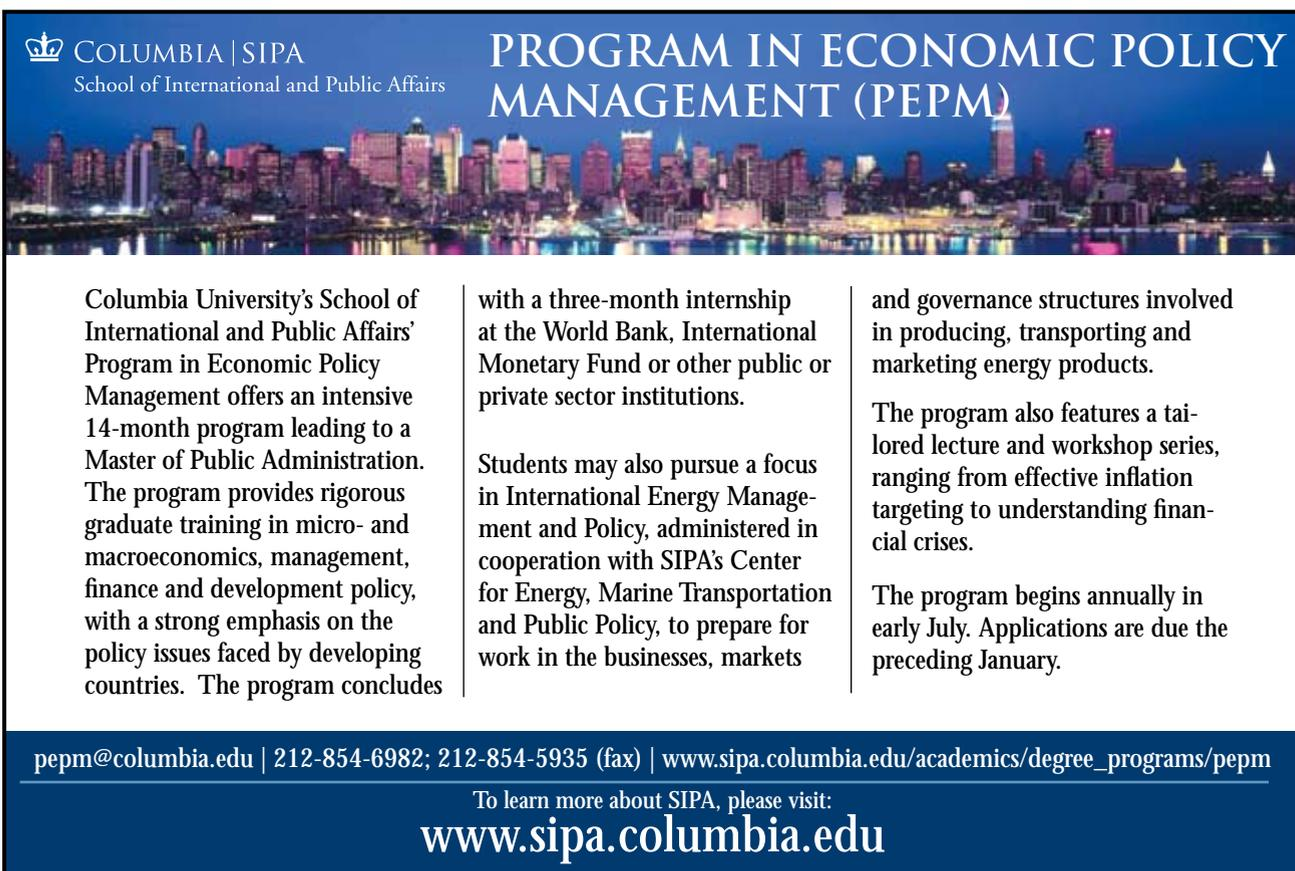 COLUMBIA | SIPA
School of International and Public Affairs
PROGRAM IN ECONOMIC POLICY
MANAGEMENT (PEPM)
Columbia University's School of
International and Public Affairs'
Program in Economic Policy
Management offers an intensive
14-month program leading to a
Master of Public Administration.
The program provides rigorous
graduate training in micro- and
macroeconomics, management,
finance and development policy,
with a strong emphasis on the
policy issues faced by developing
countries.  The program concludes
with a three-month internship
at the World Bank, International
Monetary Fund or other public or
private sector institutions.
Students may also pursue a focus
in International Energy Manage-
ment and Policy, administered in
cooperation with SIPA's Center
for Energy, Marine Transportation
and Public Policy, to prepare for
work in the businesses, markets
and governance structures involved
in producing, transporting and
marketing energy products.
The program also features a tai-
lored lecture and workshop series,
ranging from effective inflation
targeting to understanding finan-
cial crises.
The program begins annually in
early July. Applications are due the
preceding January.
pepm@columbia.edu | 212-854-6982; 212-854-5935 (fax) | www.sipa.columbia.edu/academics/degree_programs/pepm
To learn more about SIPA, please visit:
www.sipa.columbia.edu